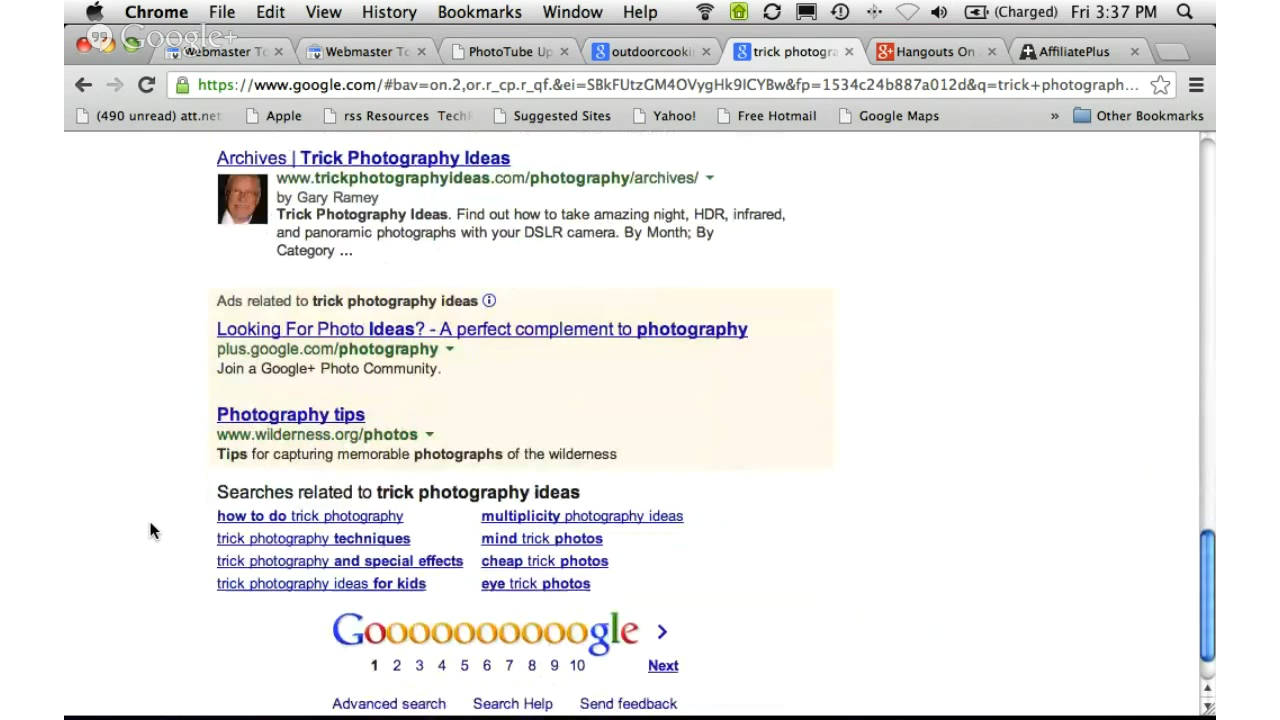 Chrome File Edit View History Bookmarks Window Help (Charged) Fri 3:37 PM
Google+
Webmaster To × Webmaster To × PhotoTube Up × outdoorcooki × trick photogra × Hangouts On × AffiliatePlus ×
https://www.google.com/#bav=on.2,or.r_cp.r_qf.&ei=SBkFUtzGM4OVygHk9ICYBw&fp=1534c24b887a012d&q=trick+photograph...
(490 unread) att.net Apple rss Resources Tech Suggested Sites Yahoo! Free Hotmail Google Maps » Other Bookmarks
Archives | Trick Photography Ideas
www.trickphotographyideas.com/photography/archives/
by Gary Ramey
Trick Photography Ideas. Find out how to take amazing night, HDR, infrared,
and panoramic photographs with your DSLR camera. By Month; By
Category ...
Ads related to trick photography ideas
Looking For Photo Ideas? - A perfect complement to photography
plus.google.com/photography
Join a Google+ Photo Community.
Photography tips
www.wilderness.org/photos
Tips for capturing memorable photographs of the wilderness
Searches related to trick photography ideas
how to do trick photography multiplicity photography ideas
trick photography techniques mind trick photos
trick photography and special effects cheap trick photos
trick photography ideas for kids eye trick photos
Goooooooooogle >
1 2 3 4 5 6 7 8 9 10 Next
Advanced search Search Help Send feedback